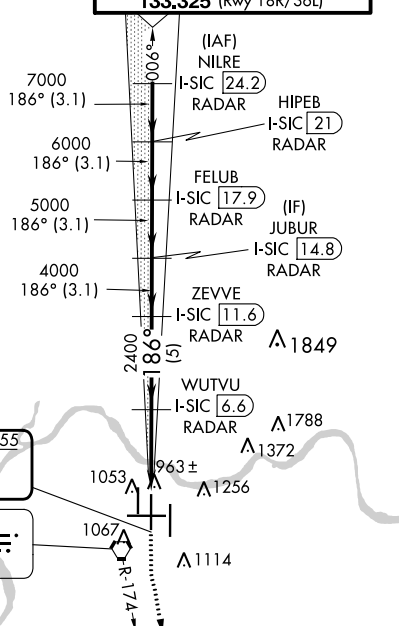 133.325 (Rwy 18R/36L)
006°
(IAF)
NILRE
I-SIC 24.2
RADAR
7000
186° (3.1)
HIPEB
I-SIC 21
RADAR
6000
186° (3.1)
FELUB
I-SIC 17.9
RADAR
5000
186° (3.1)
(IF)
JUBUR
I-SIC 14.8
RADAR
4000
186° (3.1)
ZEVVE
I-SIC 11.6
RADAR
2400
186°
(5)
1849
WUTVU
I-SIC 6.6
RADAR
1788
1372
55
963±
1053
1256
1067
1114
R-174